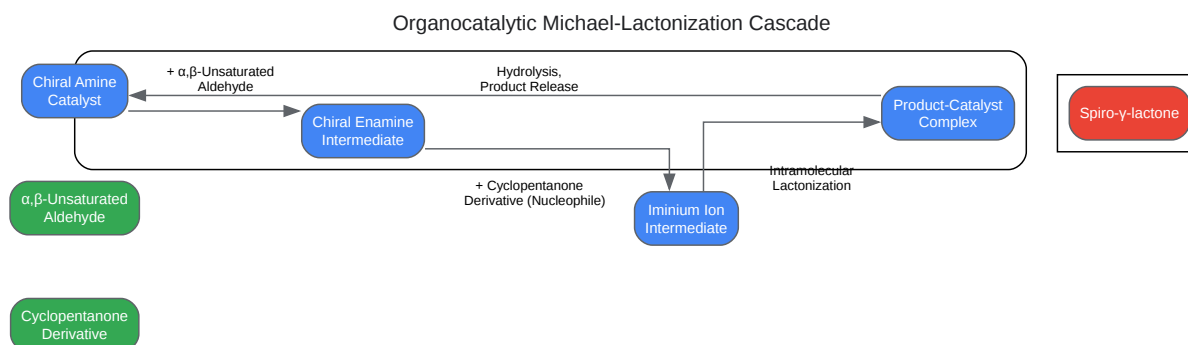 Organocatalytic Michael-Lactonization Cascade
+ α,β-Unsaturated
Aldehyde
Hydrolysis,
Product Release
Chiral Amine
Catalyst
Chiral Enamine
Intermediate
Product-Catalyst
Complex
Spiro-γ-lactone
+ Cyclopentanone
Derivative (Nucleophile)
Intramolecular
Lactonization
α,β-Unsaturated
Aldehyde
Iminium Ion
Intermediate
Cyclopentanone
Derivative